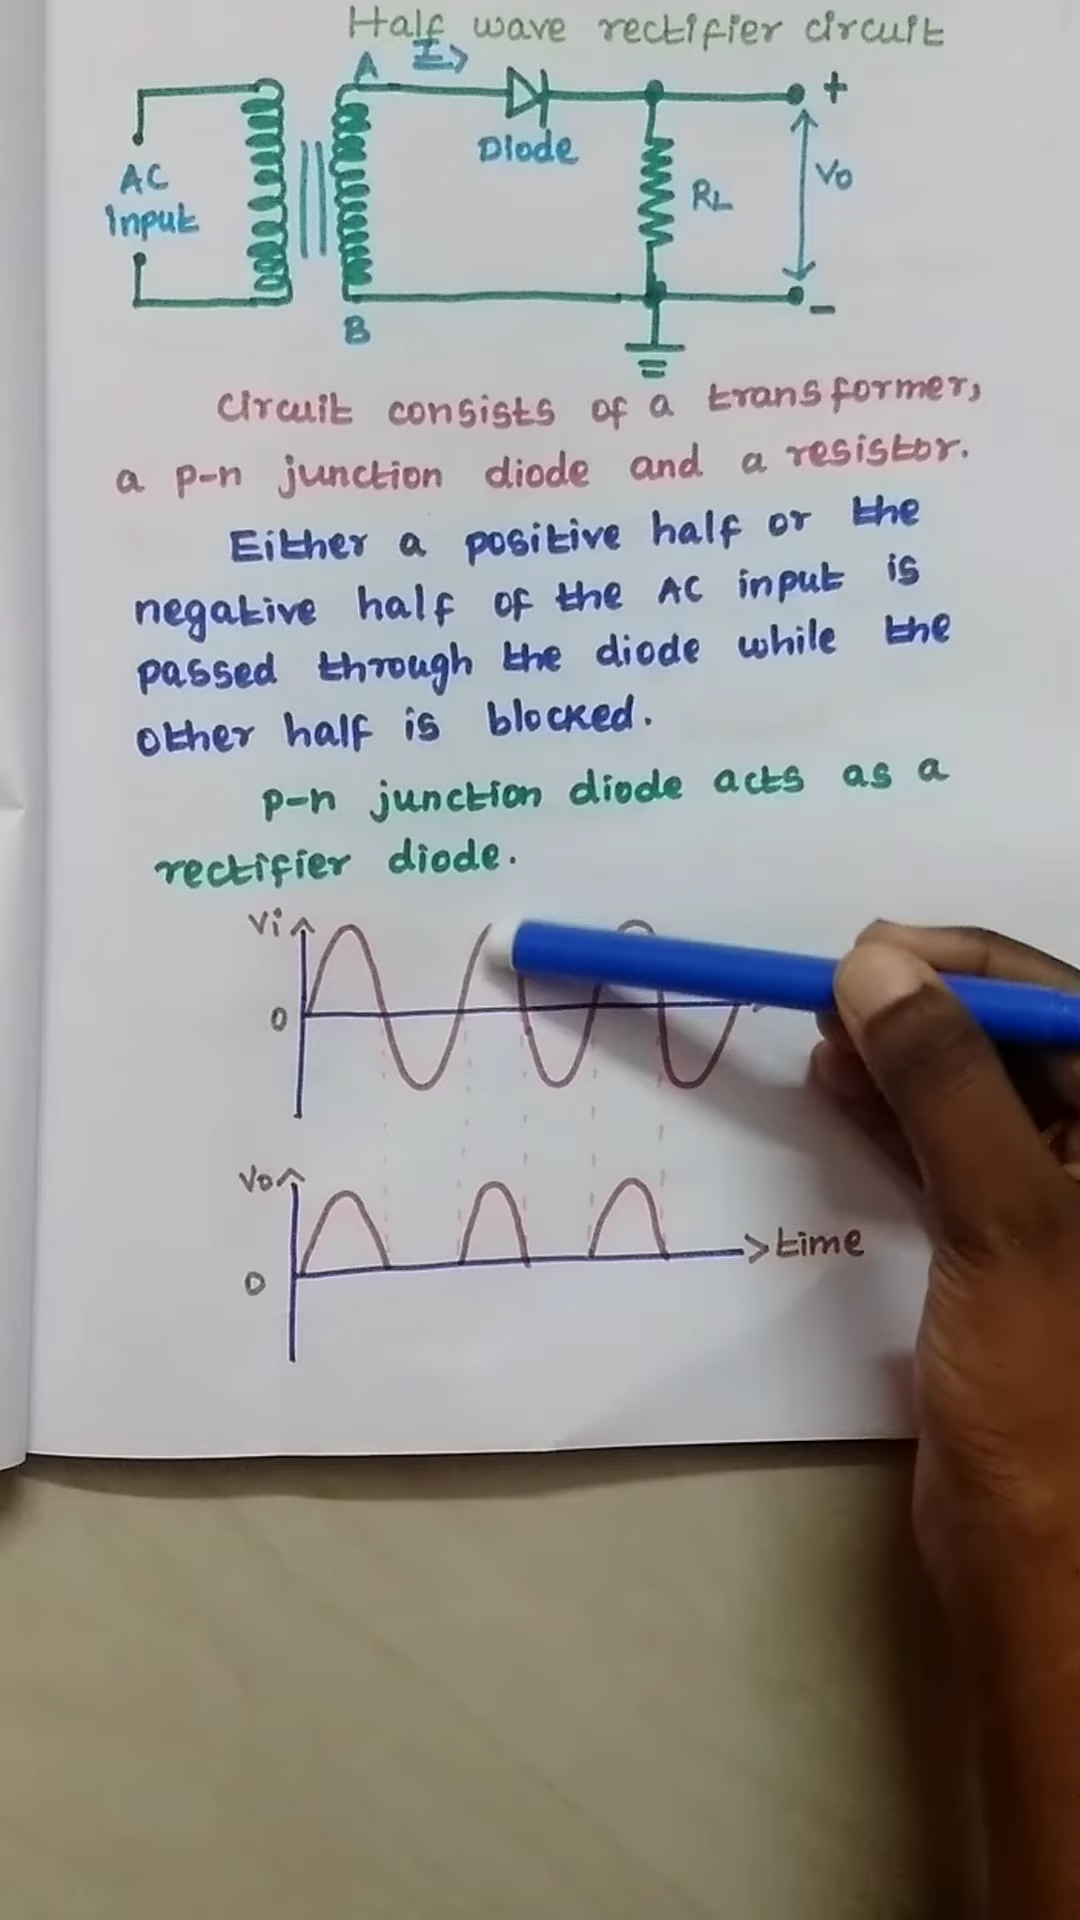 Half wave rectifier circuit
A I
+
Diode
AC
Input
RL
Vo
B
-
Circuit consists of a transformer,
a p-n junction diode and a resistor.
Either a positive half or the
negative half of the AC input is
passed through the diode while the
other half is blocked.
p-n junction diode acts as a
rectifier diode.
Vi
0
Vo
time
0